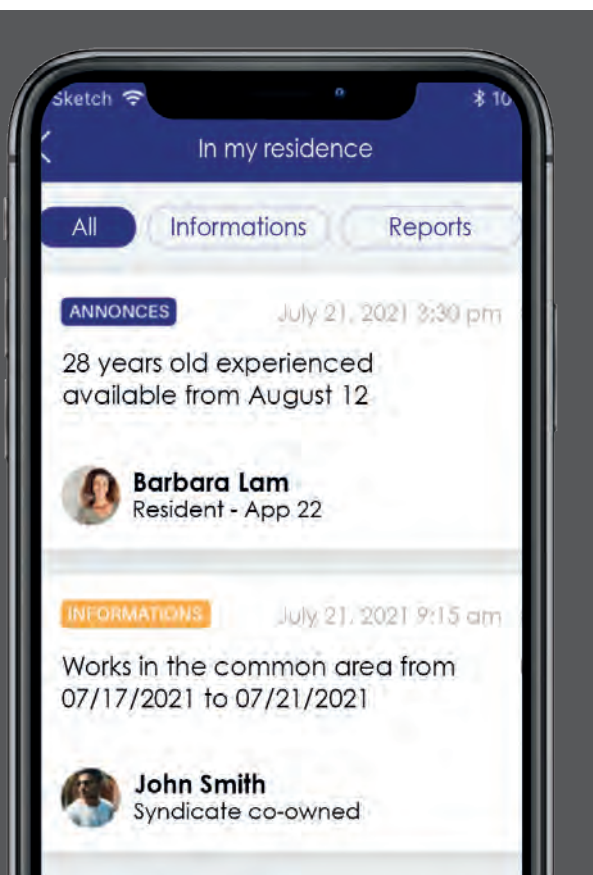 Sketch
10
In my residence
All Informations Reports
ANNONCES July 21, 2021 3:30 pm
28 years old experienced
available from August 12
Barbara Lam
Resident - App 22
INFORMATIONS July 21, 2021 9:15 am
Works in the common area from
07/17/2021 to 07/21/2021
John Smith
Syndicate co-owned